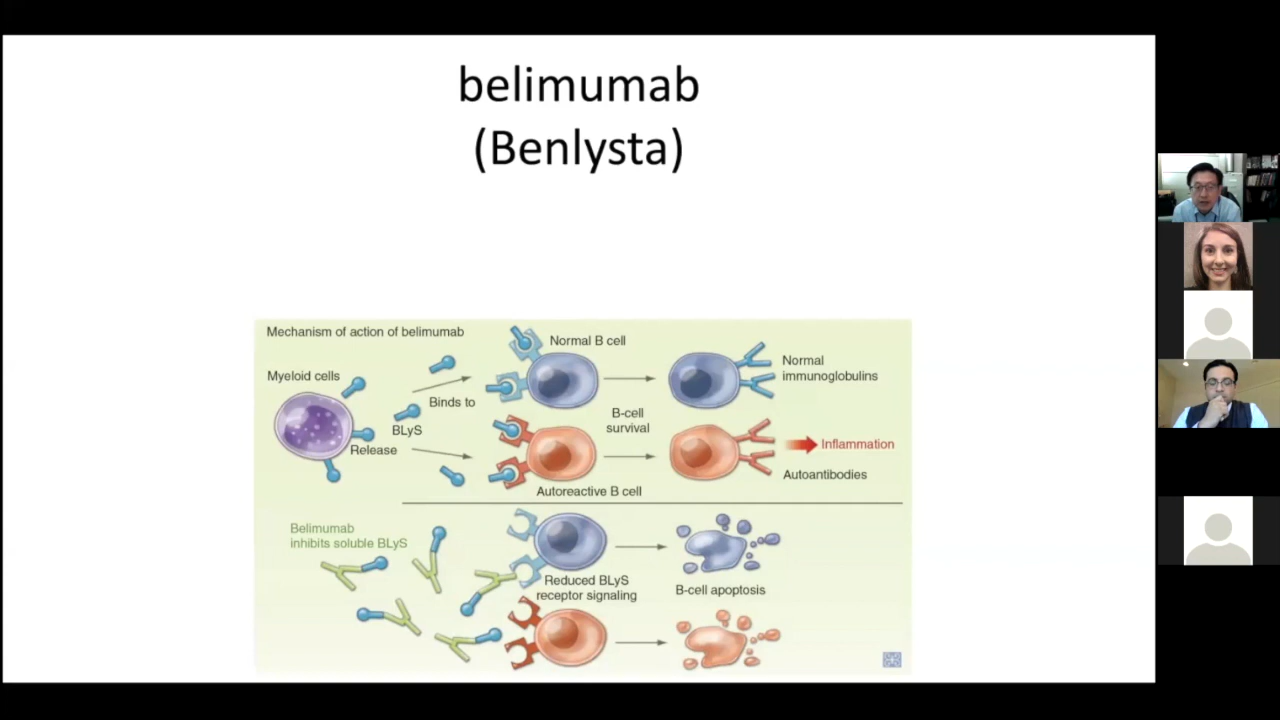 belimumab
(Benlysta)
Mechanism of action of belimumab
Myeloid cells
BLyS
Release
Binds to
Normal B cell
B-cell
survival
Autoreactive B cell
Normal
immunoglobulins
Inflammation
Autoantibodies
Belimumab
inhibits soluble BLyS
Reduced BLyS
receptor signaling
B-cell apoptosis